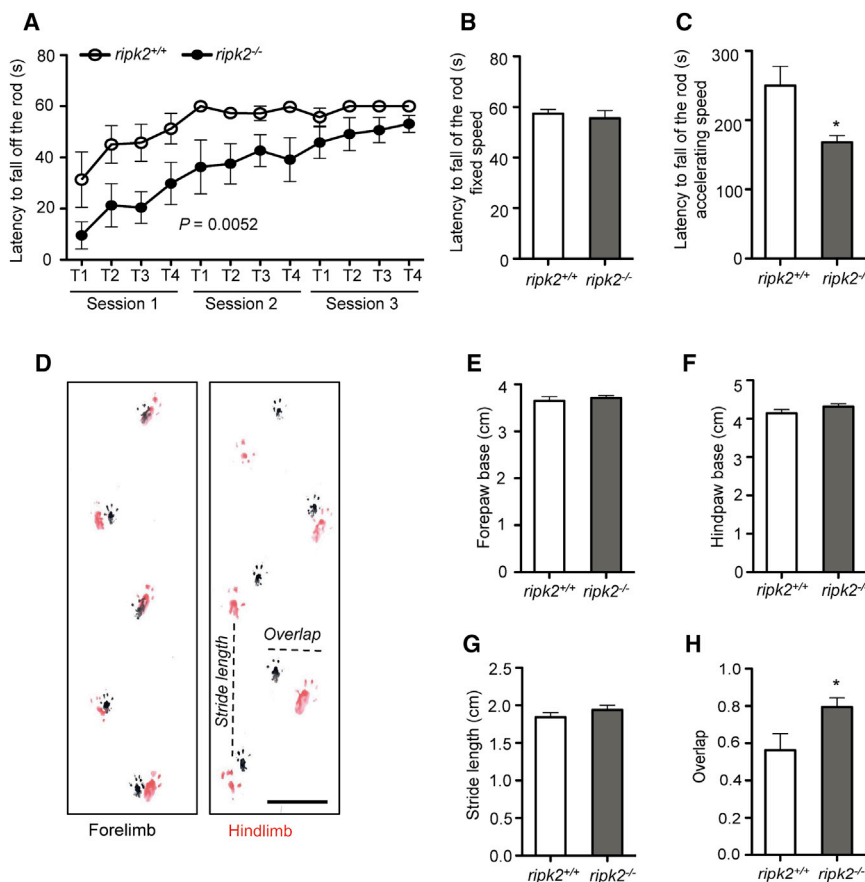 A
Latency to fall off the rod (s)
80
60
40
20
0
ripk2+/+ ripk2-/-
P = 0.0052
T1 T2 T3 T4 T1 T2 T3 T4 T1 T2 T3 T4
Session 1 Session 2 Session 3
B
Latency to fall of the rod (s)
fixed speed
80
60
40
20
0
ripk2+/+ ripk2-/-
C
Latency to fall of the rod (s)
accelerating speed
300
200
100
0
*
ripk2+/+ ripk2-/-
D
Stride length
Overlap
Forelimb
Hindlimb
E
Forepaw base (cm)
4
3
2
1
0
ripk2+/+ ripk2-/-
F
Hindpaw base (cm)
5
4
3
2
1
0
ripk2+/+ ripk2-/-
G
Stride length (cm)
2.5
2.0
1.5
1.0
0.5
0.0
ripk2+/+ ripk2-/-
H
Overlap
1.0
0.8
0.6
0.4
0.2
0.0
*
ripk2+/+ ripk2-/-